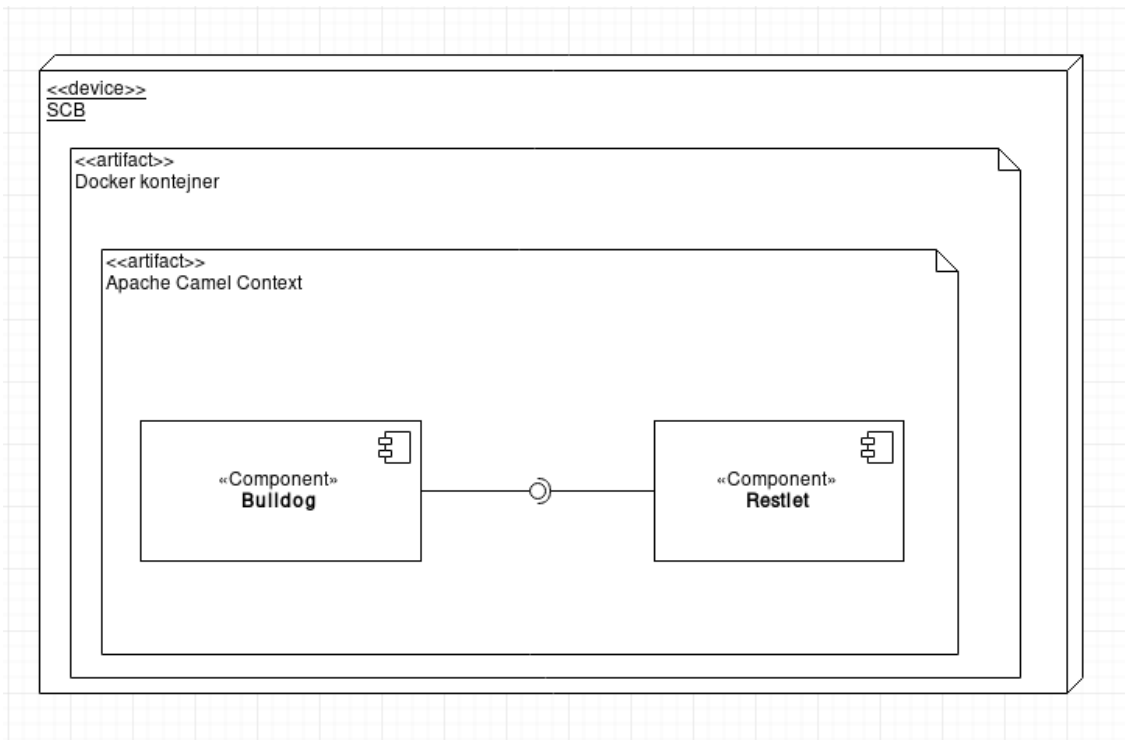 <<device>>
SCB
<<artifact>>
Docker kontejner
<<artifact>>
Apache Camel Context
«Component»
Bulldog
«Component»
Restlet